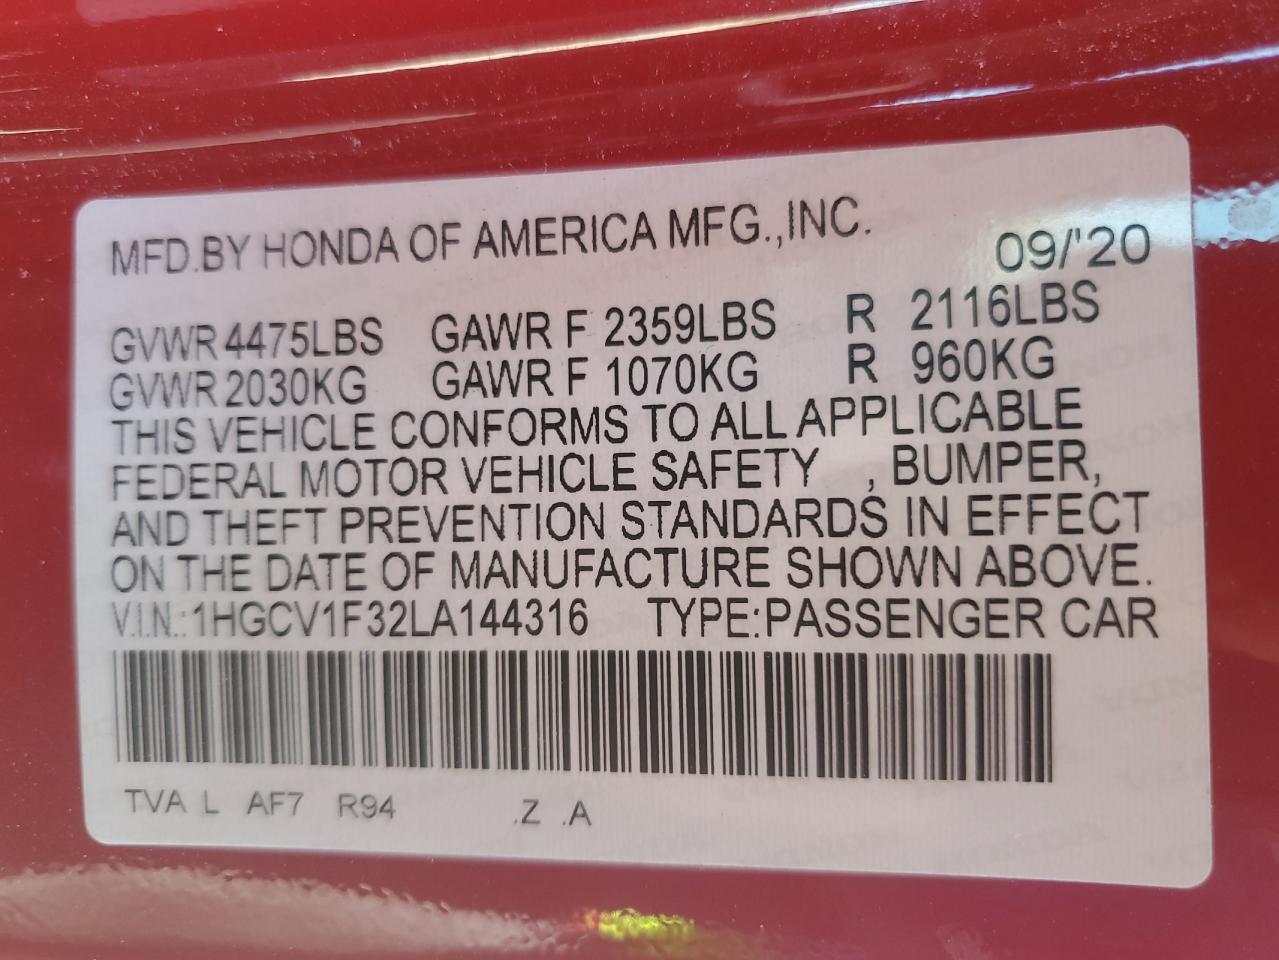 MFD.BY HONDA OF AMERICA MFG.,INC.
09/'20
GVWR 4475LBS GAWR F 2359LBS R 2116LBS
GVWR 2030KG GAWR F 1070KG R 960KG
THIS VEHICLE CONFORMS TO ALL APPLICABLE
FEDERAL MOTOR VEHICLE SAFETY , BUMPER,
AND THEFT PREVENTION STANDARDS IN EFFECT
ON THE DATE OF MANUFACTURE SHOWN ABOVE.
V.I.N.:1HGCV1F32LA144316 TYPE:PASSENGER CAR
TVA L AF7 R94 .Z .A